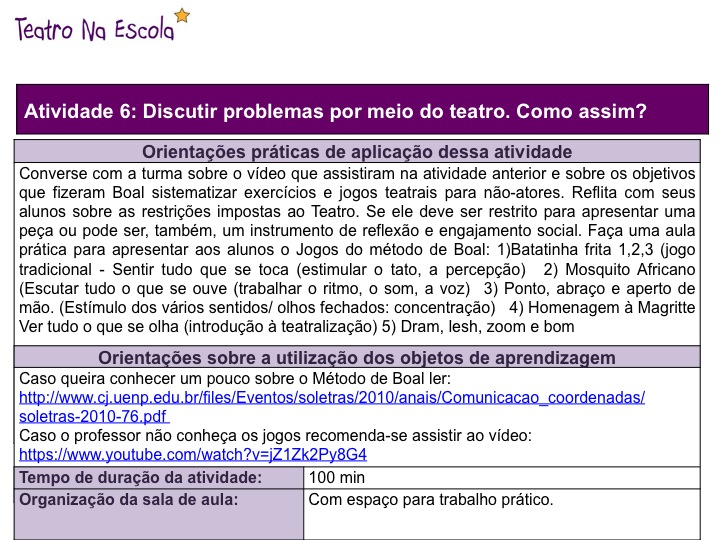 Teatro Na Escola
Atividade 6: Discutir problemas por meio do teatro. Como assim?
Orientações práticas de aplicação dessa atividade
Converse com a turma sobre o vídeo que assistiram na atividade anterior e sobre os objetivos
que fizeram Boal sistematizar exercícios e jogos teatrais para não-atores. Reflita com seus
alunos sobre as restrições impostas ao Teatro. Se ele deve ser restrito para apresentar uma
peça ou pode ser, também, um instrumento de reflexão e engajamento social. Faça uma aula
prática para apresentar aos alunos o Jogos do método de Boal: 1)Batatinha frita 1,2,3 (jogo
tradicional - Sentir tudo que se toca (estimular o tato, a percepção) 2) Mosquito Africano
(Escutar tudo o que se ouve (trabalhar o ritmo, o som, a voz) 3) Ponto, abraço e aperto de
mão. (Estímulo dos vários sentidos/ olhos fechados: concentração) 4) Homenagem à Magritte
Ver tudo o que se olha (introdução à teatralização) 5) Dram, lesh, zoom e bom
Orientações sobre a utilização dos objetos de aprendizagem
Caso queira conhecer um pouco sobre o Método de Boal ler:
http://www.cj.uenp.edu.br/files/Eventos/soletras/2010/anais/Comunicacao_coordenadas/
soletras-2010-76.pdf
Caso o professor não conheça os jogos recomenda-se assistir ao vídeo:
https://www.youtube.com/watch?v=jZ1Zk2Py8G4
Tempo de duração da atividade: 100 min
Organização da sala de aula: Com espaço para trabalho prático.